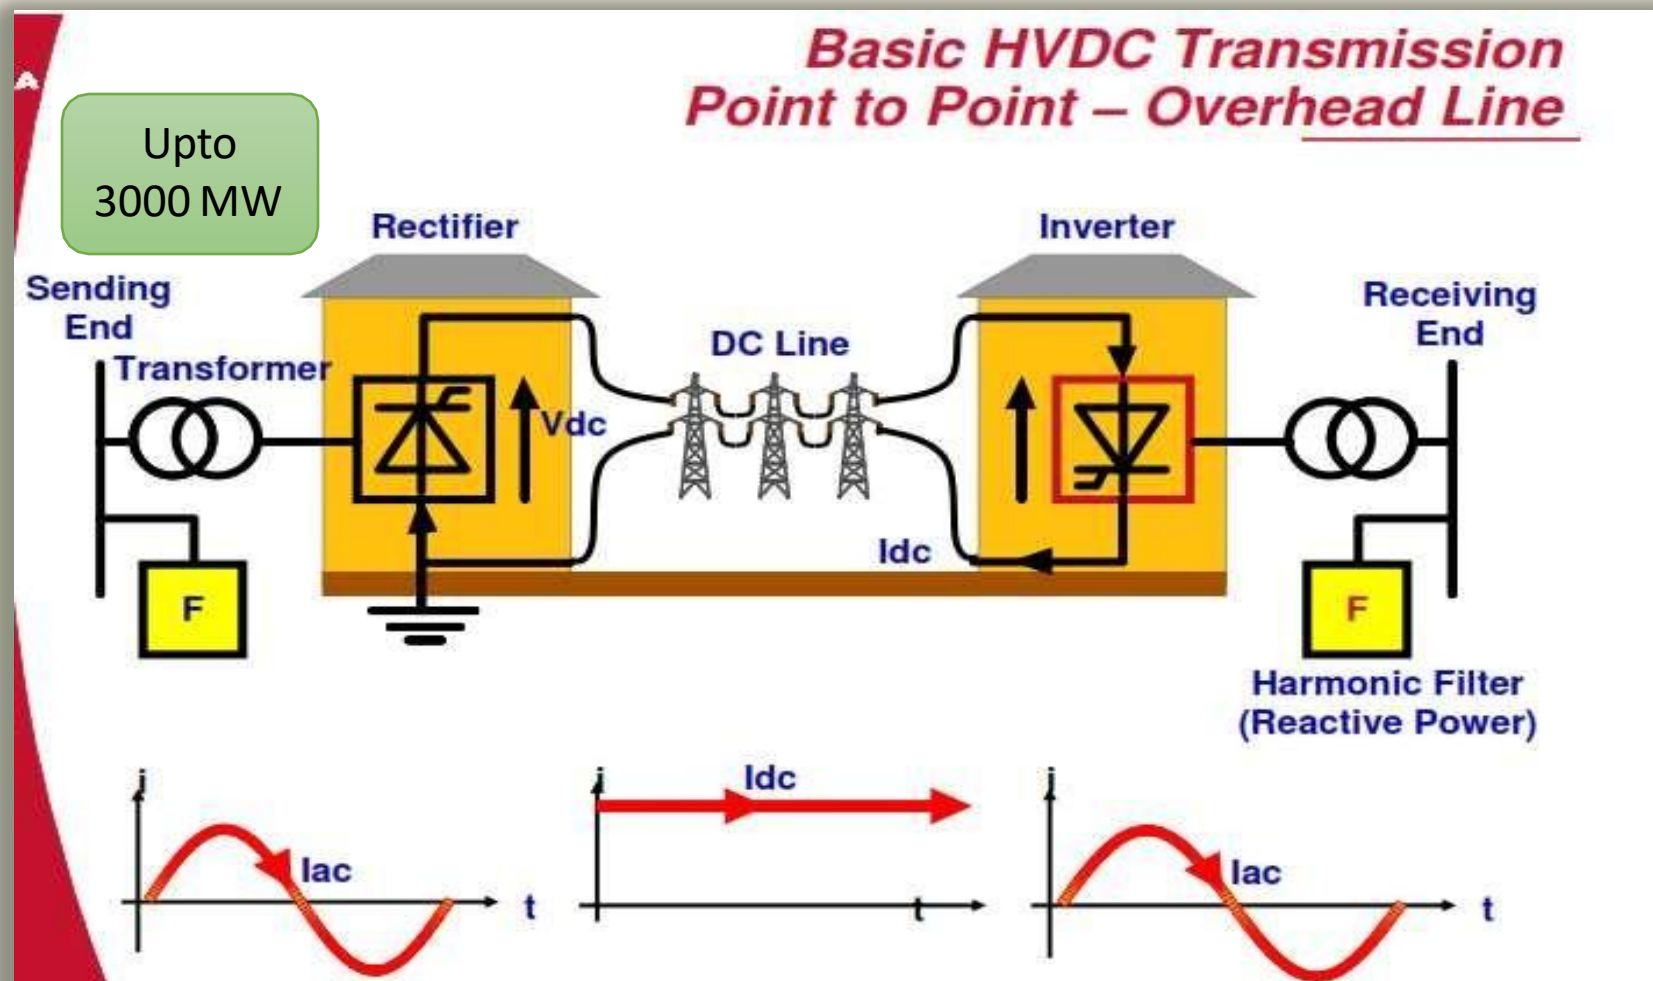 Basic HVDC Transmission
Point to Point – Overhead Line
A
Upto
3000 MW
Rectifier
Inverter
Sending
End
Receiving
End
Transformer
DC Line
Vdc
Idc
F
F
Harmonic Filter
(Reactive Power)
i
Iac
t
i
Idc
t
i
Iac
t